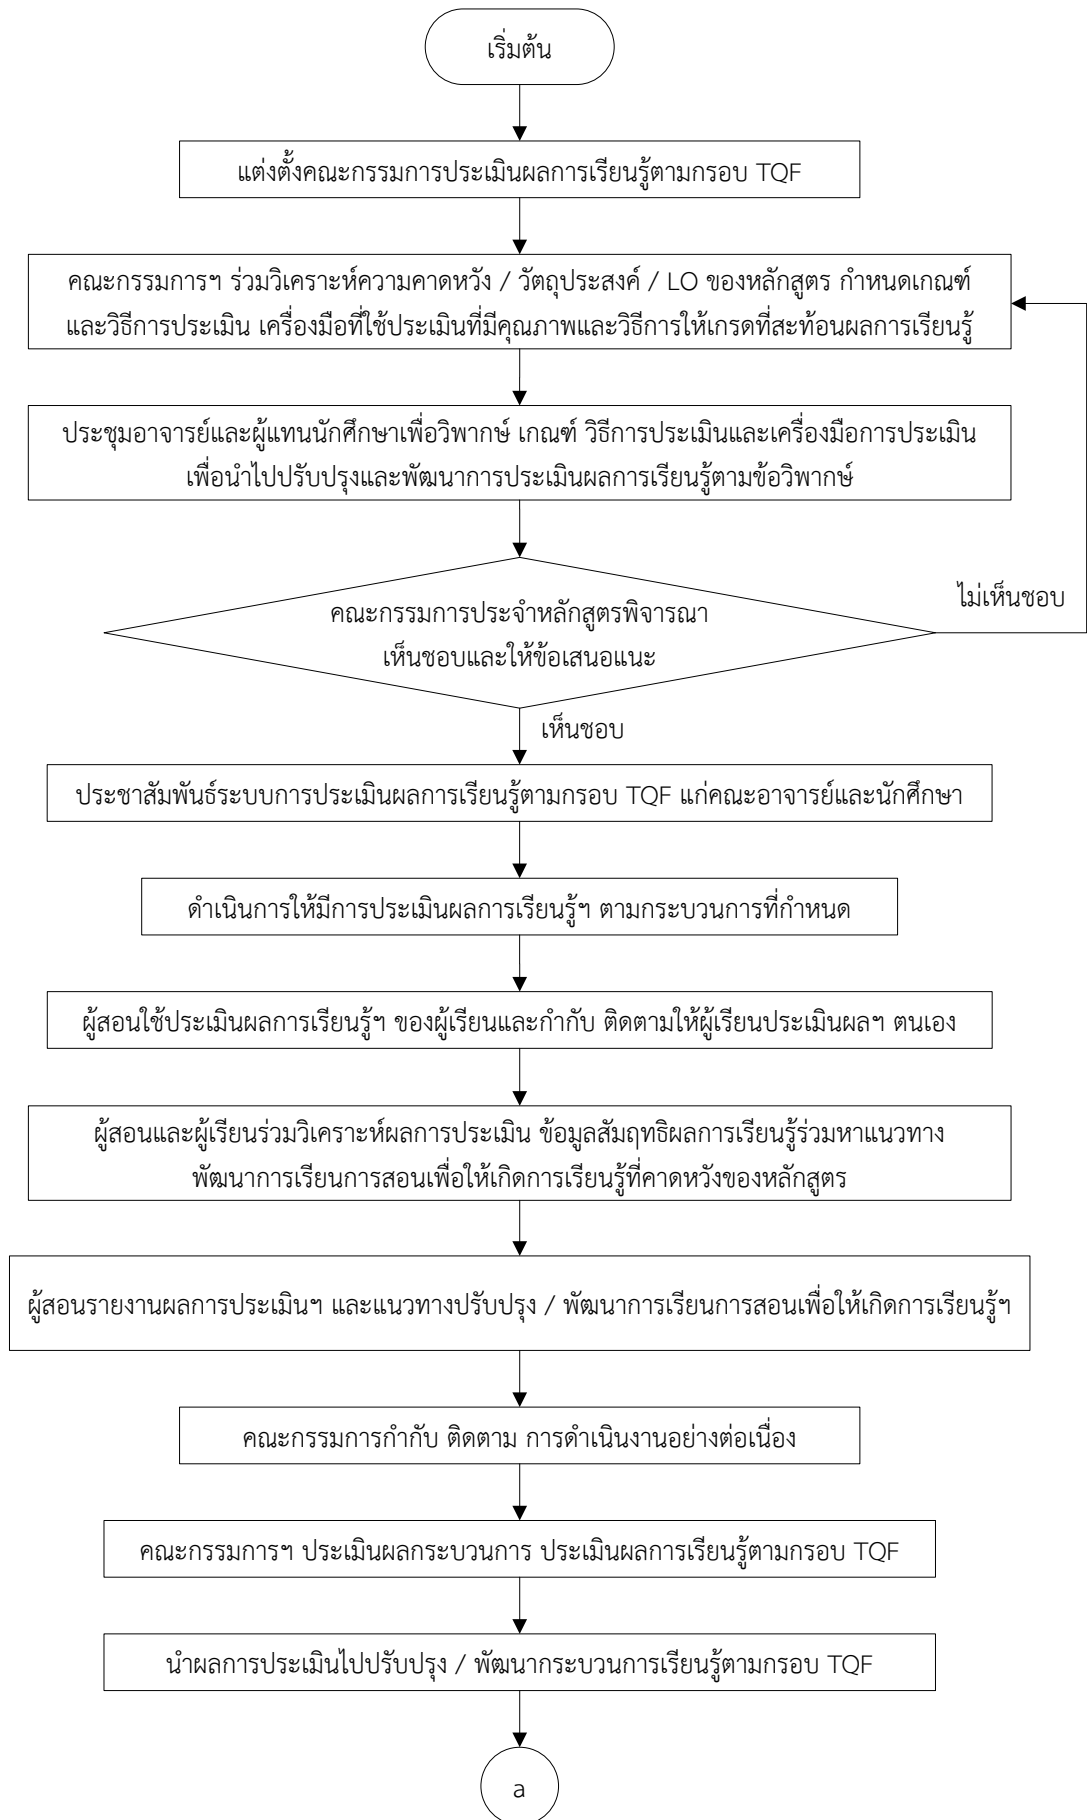 เริ่มต้น
แต่งตั้งคณะกรรมการประเมินผลการเรียนรู้ตามกรอบ TQF
คณะกรรมการฯ ร่วมวิเคราะห์ความคาดหวัง / วัตถุประสงค์ / LO ของหลักสูตร กำหนดเกณฑ์
และวิธีการประเมิน เครื่องมือที่ใช้ประเมินที่มีคุณภาพและวิธีการให้เกรดที่สะท้อนผลการเรียนรู้
ประชุมอาจารย์และผู้แทนนักศึกษาเพื่อวิพากษ์ เกณฑ์ วิธีการประเมินและเครื่องมือการประเมิน
เพื่อนำไปปรับปรุงและพัฒนาการประเมินผลการเรียนรู้ตามข้อวิพากษ์
คณะกรรมการประจำหลักสูตรพิจารณา
เห็นชอบและให้ข้อเสนอแนะ
ไม่เห็นชอบ
เห็นชอบ
ประชาสัมพันธ์ระบบการประเมินผลการเรียนรู้ตามกรอบ TQF แก่คณะอาจารย์และนักศึกษา
ดำเนินการให้มีการประเมินผลการเรียนรู้ฯ ตามกระบวนการที่กำหนด
ผู้สอนใช้ประเมินผลการเรียนรู้ฯ ของผู้เรียนและกำกับ ติดตามให้ผู้เรียนประเมินผลฯ ตนเอง
ผู้สอนและผู้เรียนร่วมวิเคราะห์ผลการประเมิน ข้อมูลสัมฤทธิผลการเรียนรู้ร่วมหาแนวทาง
พัฒนาการเรียนการสอนเพื่อให้เกิดการเรียนรู้ที่คาดหวังของหลักสูตร
ผู้สอนรายงานผลการประเมินฯ และแนวทางปรับปรุง / พัฒนาการเรียนการสอนเพื่อให้เกิดการเรียนรู้ฯ
คณะกรรมการกำกับ ติดตาม การดำเนินงานอย่างต่อเนื่อง
คณะกรรมการฯ ประเมินผลกระบวนการ ประเมินผลการเรียนรู้ตามกรอบ TQF
นำผลการประเมินไปปรับปรุง / พัฒนากระบวนการเรียนรู้ตามกรอบ TQF
a